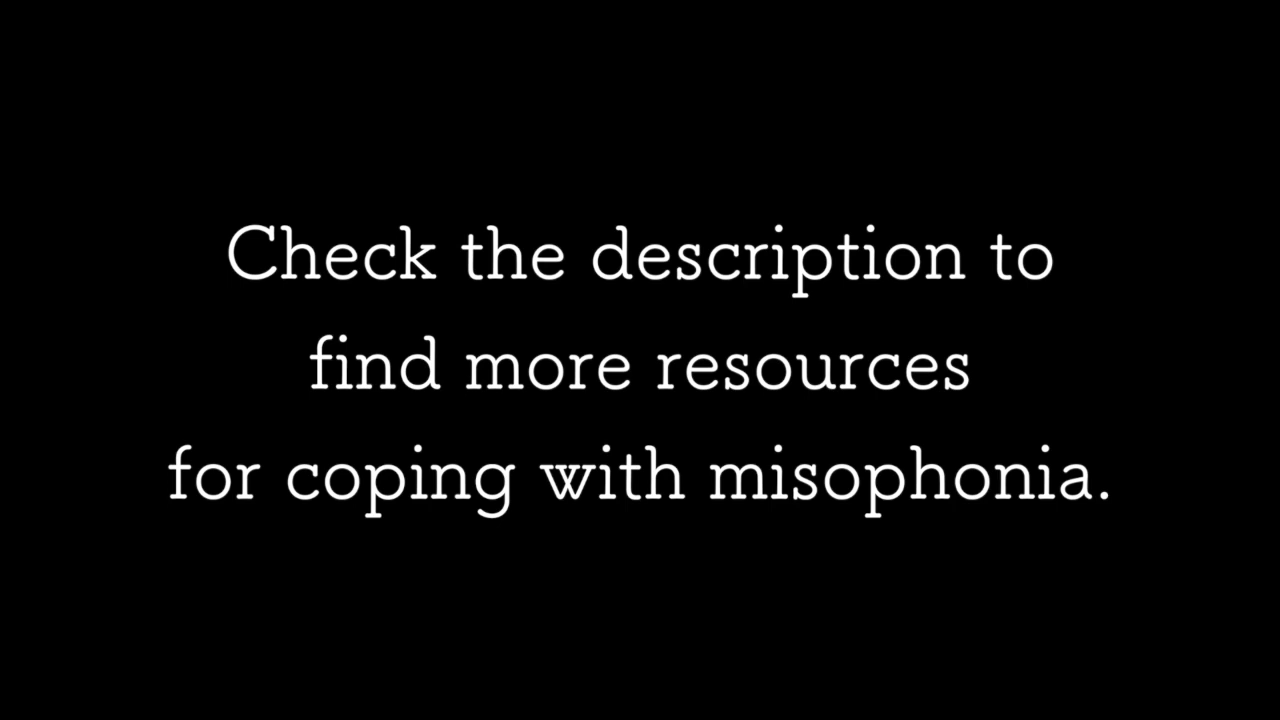 Check the description to
find more resources
for coping with misophonia.